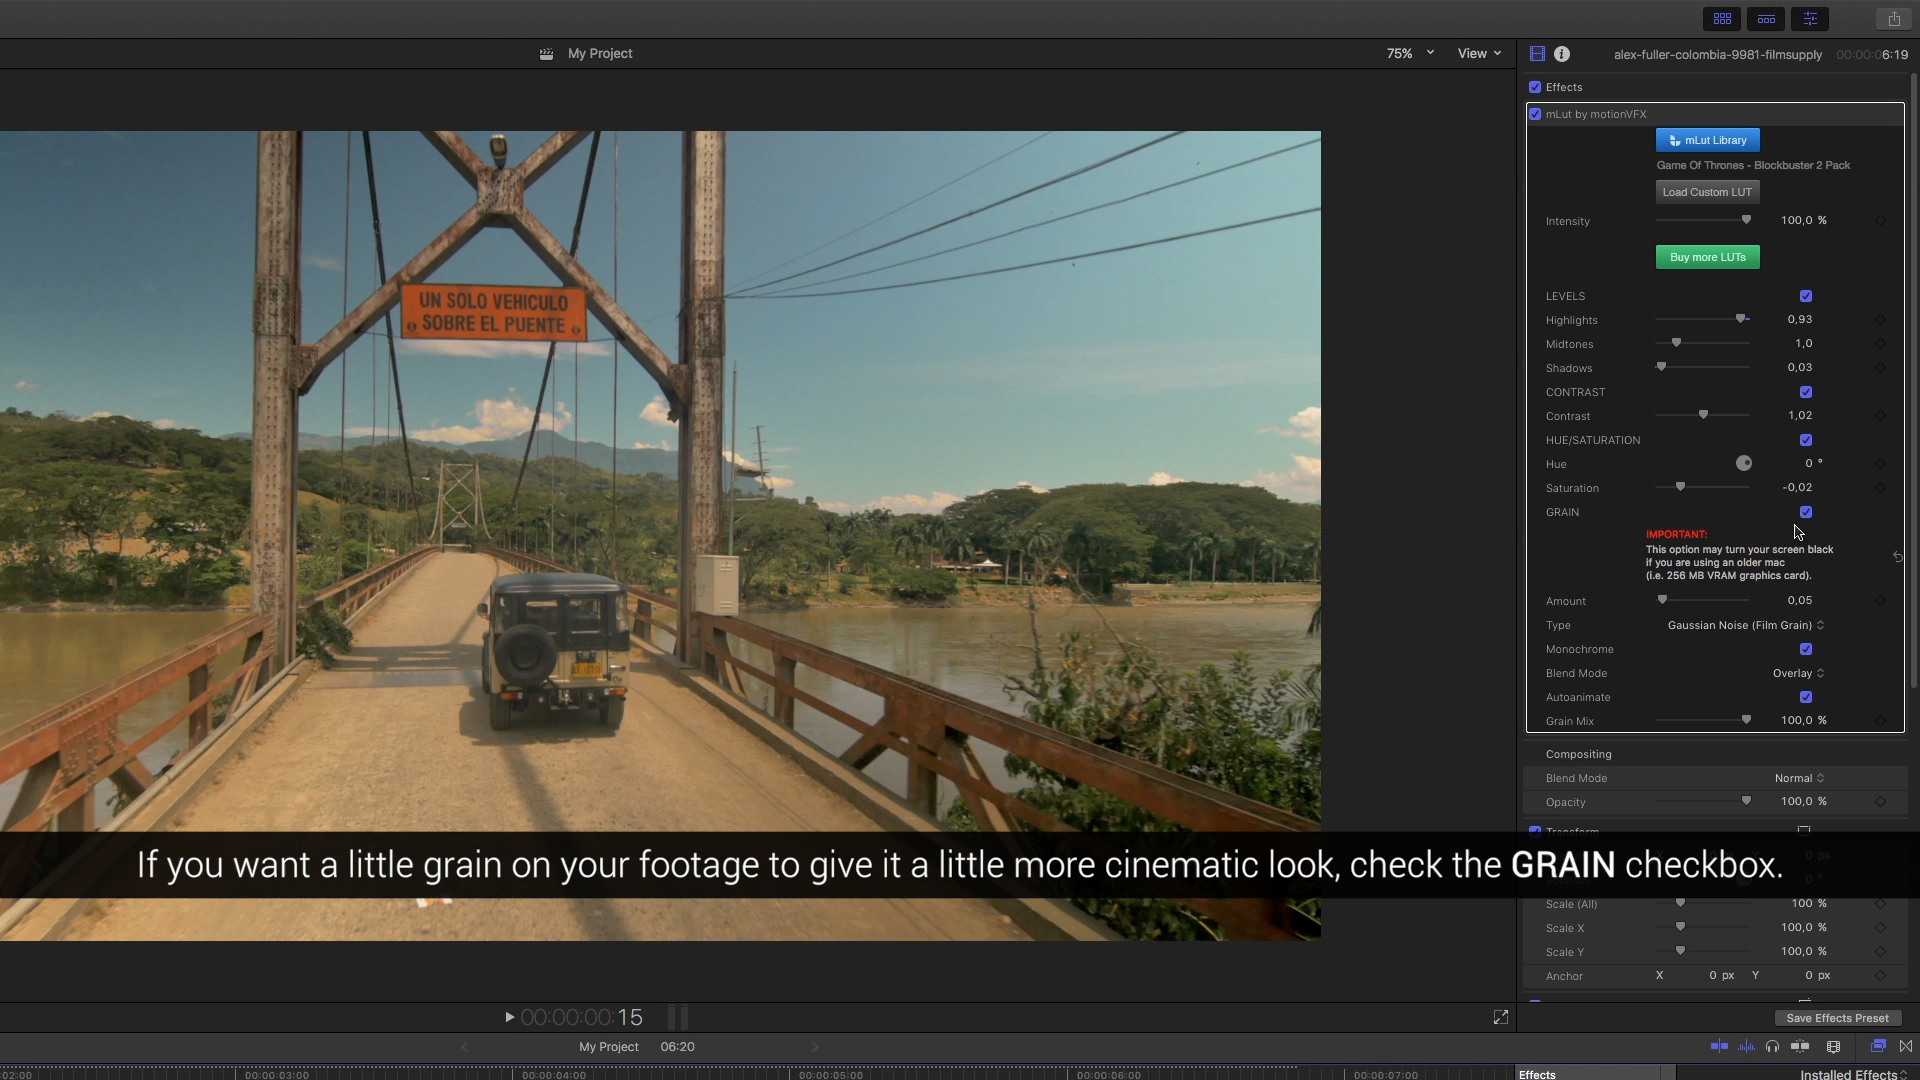 My Project
75%
View
alex-fuller-colombia-9981-filmsupply
00:00:06:19
Effects
mLut by motionVFX
mLut Library
Game Of Thrones - Blockbuster 2 Pack
Load Custom LUT
Intensity 100,0 %
Buy more LUTs
LEVELS
Highlights 0,93
Midtones 1,0
Shadows 0,03
CONTRAST
Contrast 1,02
HUE/SATURATION
Hue 0 °
Saturation -0,02
GRAIN
IMPORTANT:
This option may turn your screen black
if you are using an older mac
(i.e. 256 MB VRAM graphics card).
Amount 0,05
Type Gaussian Noise (Film Grain)
Monochrome
Blend Mode Overlay
Autoanimate
Grain Mix 100,0 %
Compositing
Blend Mode Normal
Opacity 100,0 %
Transform
UN SOLO VEHICULO
SOBRE EL PUENTE
If you want a little grain on your footage to give it a little more cinematic look, check the GRAIN checkbox.
Scale (All) 100 %
Scale X 100,0 %
Scale Y 100,0 %
Anchor X 0 px Y 0 px
00:00:00:15
Save Effects Preset
My Project 06:20
02:00 00:00:03:00 00:00:04:00 00:00:05:00 00:00:06:00 00:00:07:00
Effects
Installed Effects